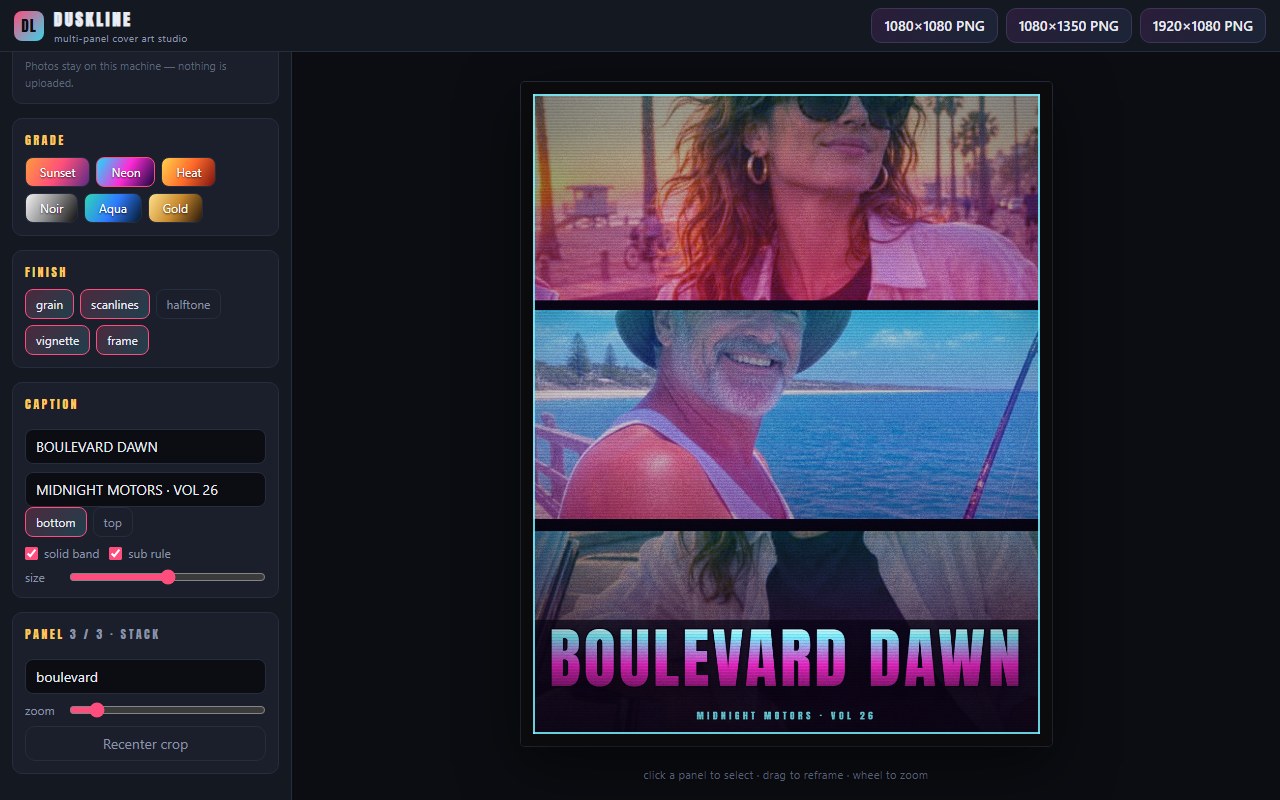 DL
DUSKLINE
multi-panel cover art studio
1080×1080 PNG
1080×1350 PNG
1920×1080 PNG
Photos stay on this machine — nothing is
uploaded.
GRADE
Sunset
Neon
Heat
Noir
Aqua
Gold
FINISH
grain
scanlines
halftone
vignette
frame
CAPTION
BOULEVARD DAWN
MIDNIGHT MOTORS · VOL 26
bottom
top
solid band
sub rule
size
PANEL 3 / 3 · STACK
boulevard
zoom
Recenter crop
BOULEVARD DAWN
MIDNIGHT MOTORS · VOL 26
click a panel to select · drag to reframe · wheel to zoom